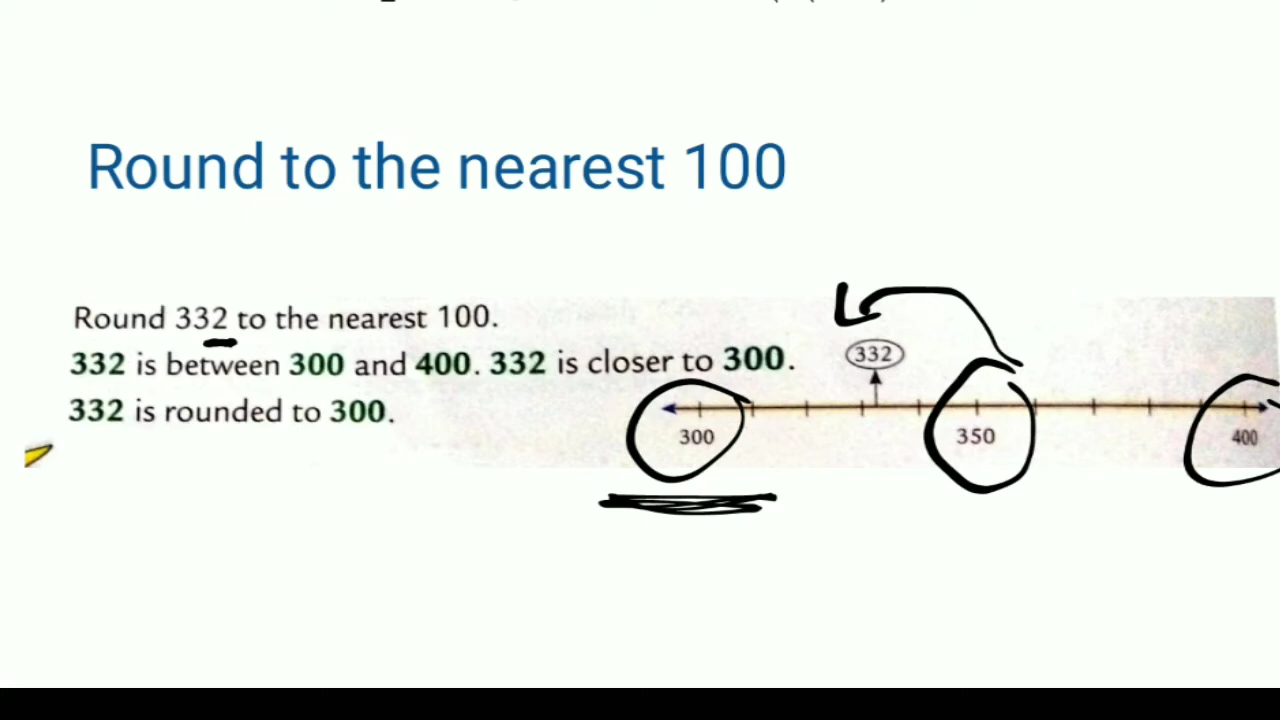 Round to the nearest 100
Round 332 to the nearest 100.
332 is between 300 and 400. 332 is closer to 300.
332 is rounded to 300.
332
300 350 400